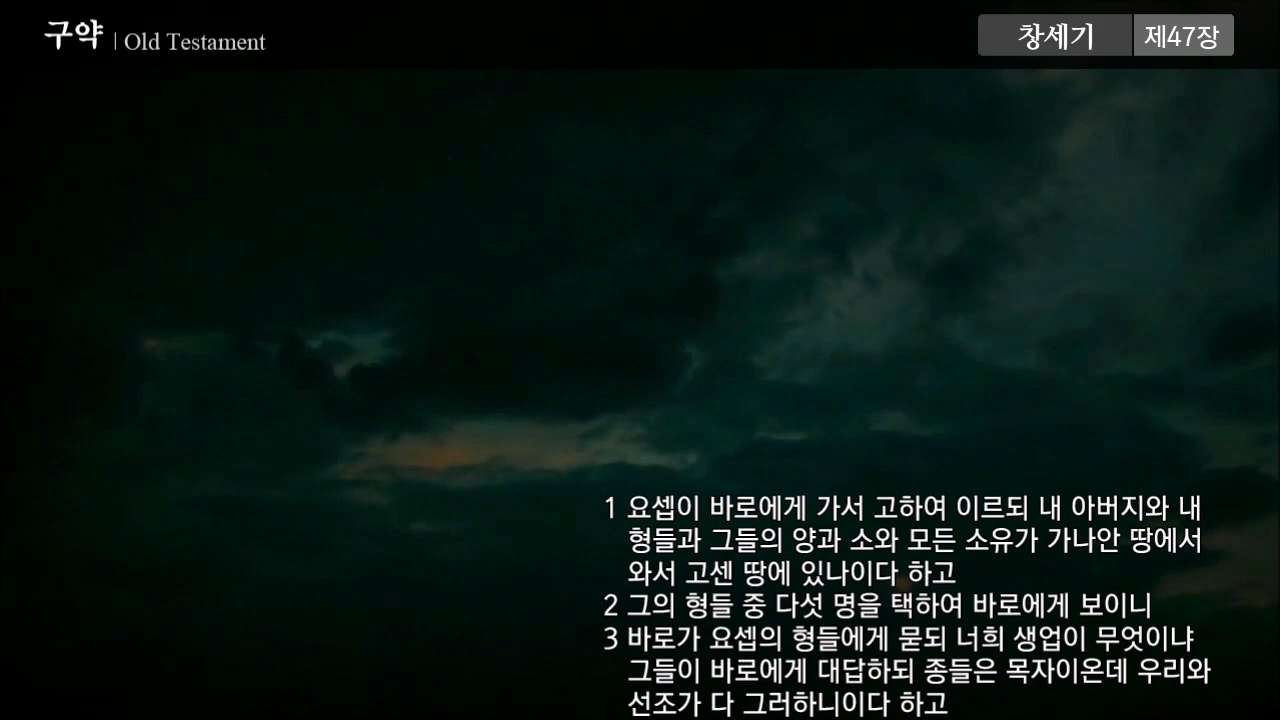 구약 | Old Testament
창세기 제47장
1 요셉이 바로에게 가서 고하여 이르되 내 아버지와 내
형들과 그들의 양과 소와 모든 소유가 가나안 땅에서
와서 고센 땅에 있나이다 하고
2 그의 형들 중 다섯 명을 택하여 바로에게 보이니
3 바로가 요셉의 형들에게 묻되 너희 생업이 무엇이냐
그들이 바로에게 대답하되 종들은 목자이온데 우리와
선조가 다 그러하니이다 하고